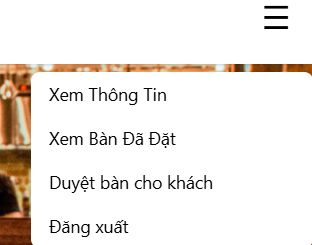 Xem Thông Tin
Xem Bàn Đã Đặt
Duyệt bàn cho khách
Đăng xuất